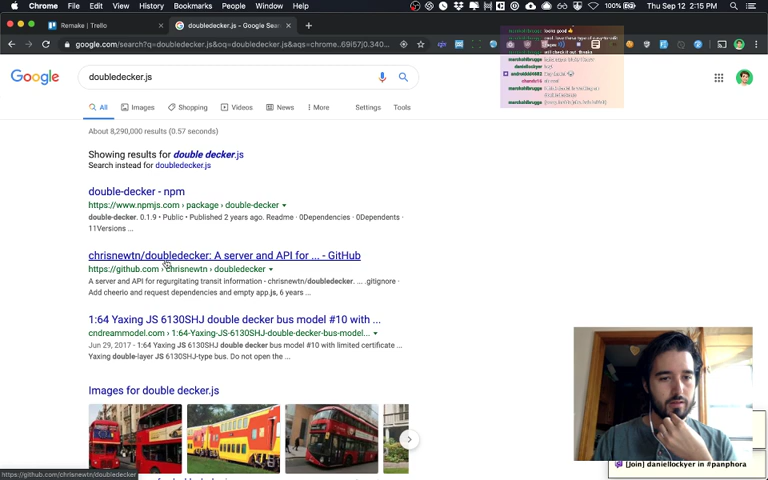 Chrome File Edit View History Bookmarks People Window Help
100% Thu Sep 12 2:15 PM
Remake | Trello
doubledecker.js - Google Sear
google.com/search?q=doubledecker.js&oq=doubledecker.js&aqs=chrome..69i57j0.340...
Google
doubledecker.js
All Images Shopping Videos News More Settings Tools
About 8,290,000 results (0.57 seconds)
Showing results for double decker.js
Search instead for doubledecker.js
double-decker - npm
https://www.npmjs.com › package › double-decker
double-decker. 0.1.9 • Public • Published 2 years ago. Readme · 0Dependencies · 0Dependents ·
11Versions ...
chrisnewtn/doubledecker: A server and API for ... - GitHub
https://github.com › chrisnewtn › doubledecker
A server and API for regurgitating transit information - chrisnewtn/doubledecker. ... .gitignore ·
Add cheerio and request dependencies and empty app.js, 6 years ...
1:64 Yaxing JS 6130SHJ double decker bus model #10 with ...
cndreammodel.com › 1:64-Yaxing-JS-6130SHJ-double-decker-bus-model...
Jun 29, 2017 - 1:64 Yaxing JS 6130SHJ double decker bus model #10 with limited certificate ...
Yaxing double-layer JS 6130SHJ-type bus. Do not open the ...
Images for double decker.js
https://github.com/chrisnewtn/doubledecker
[Join] daniellockyer in #panphora